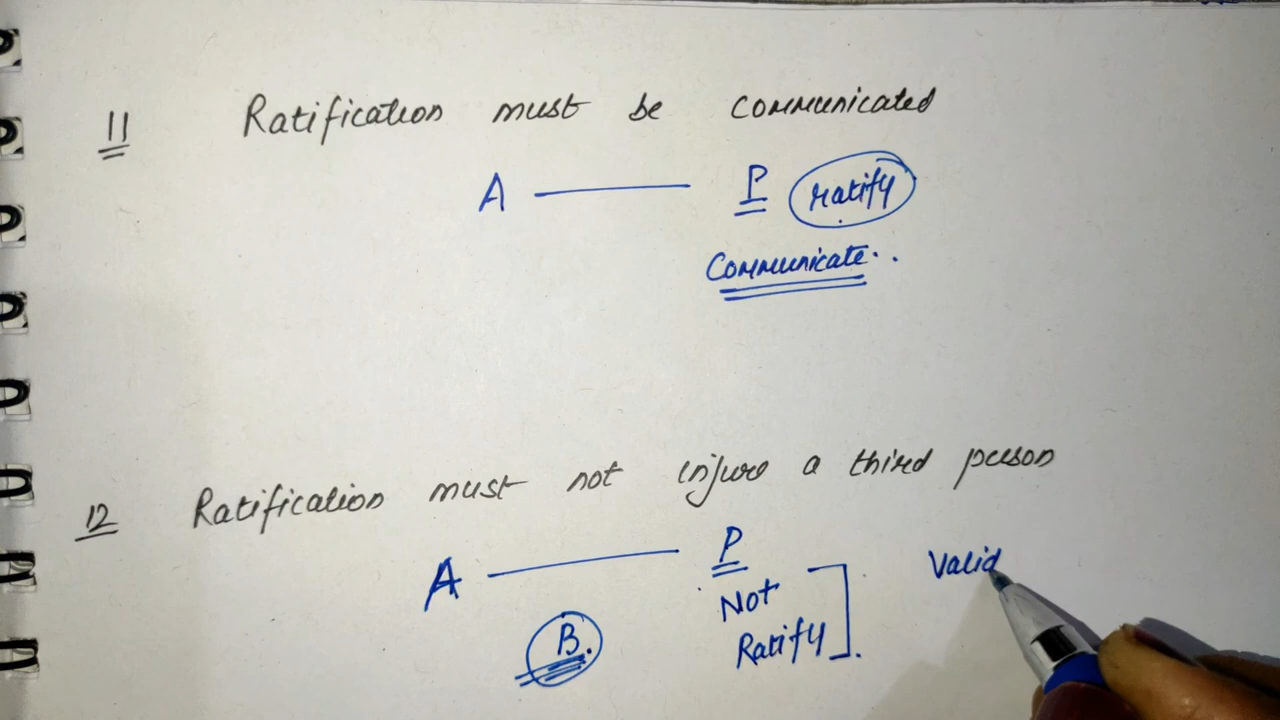 11 Ratification must be communicated
A P ratify
Communicate..
12 Ratification must not injure a third person
A P
B. Not
Ratify
Valid